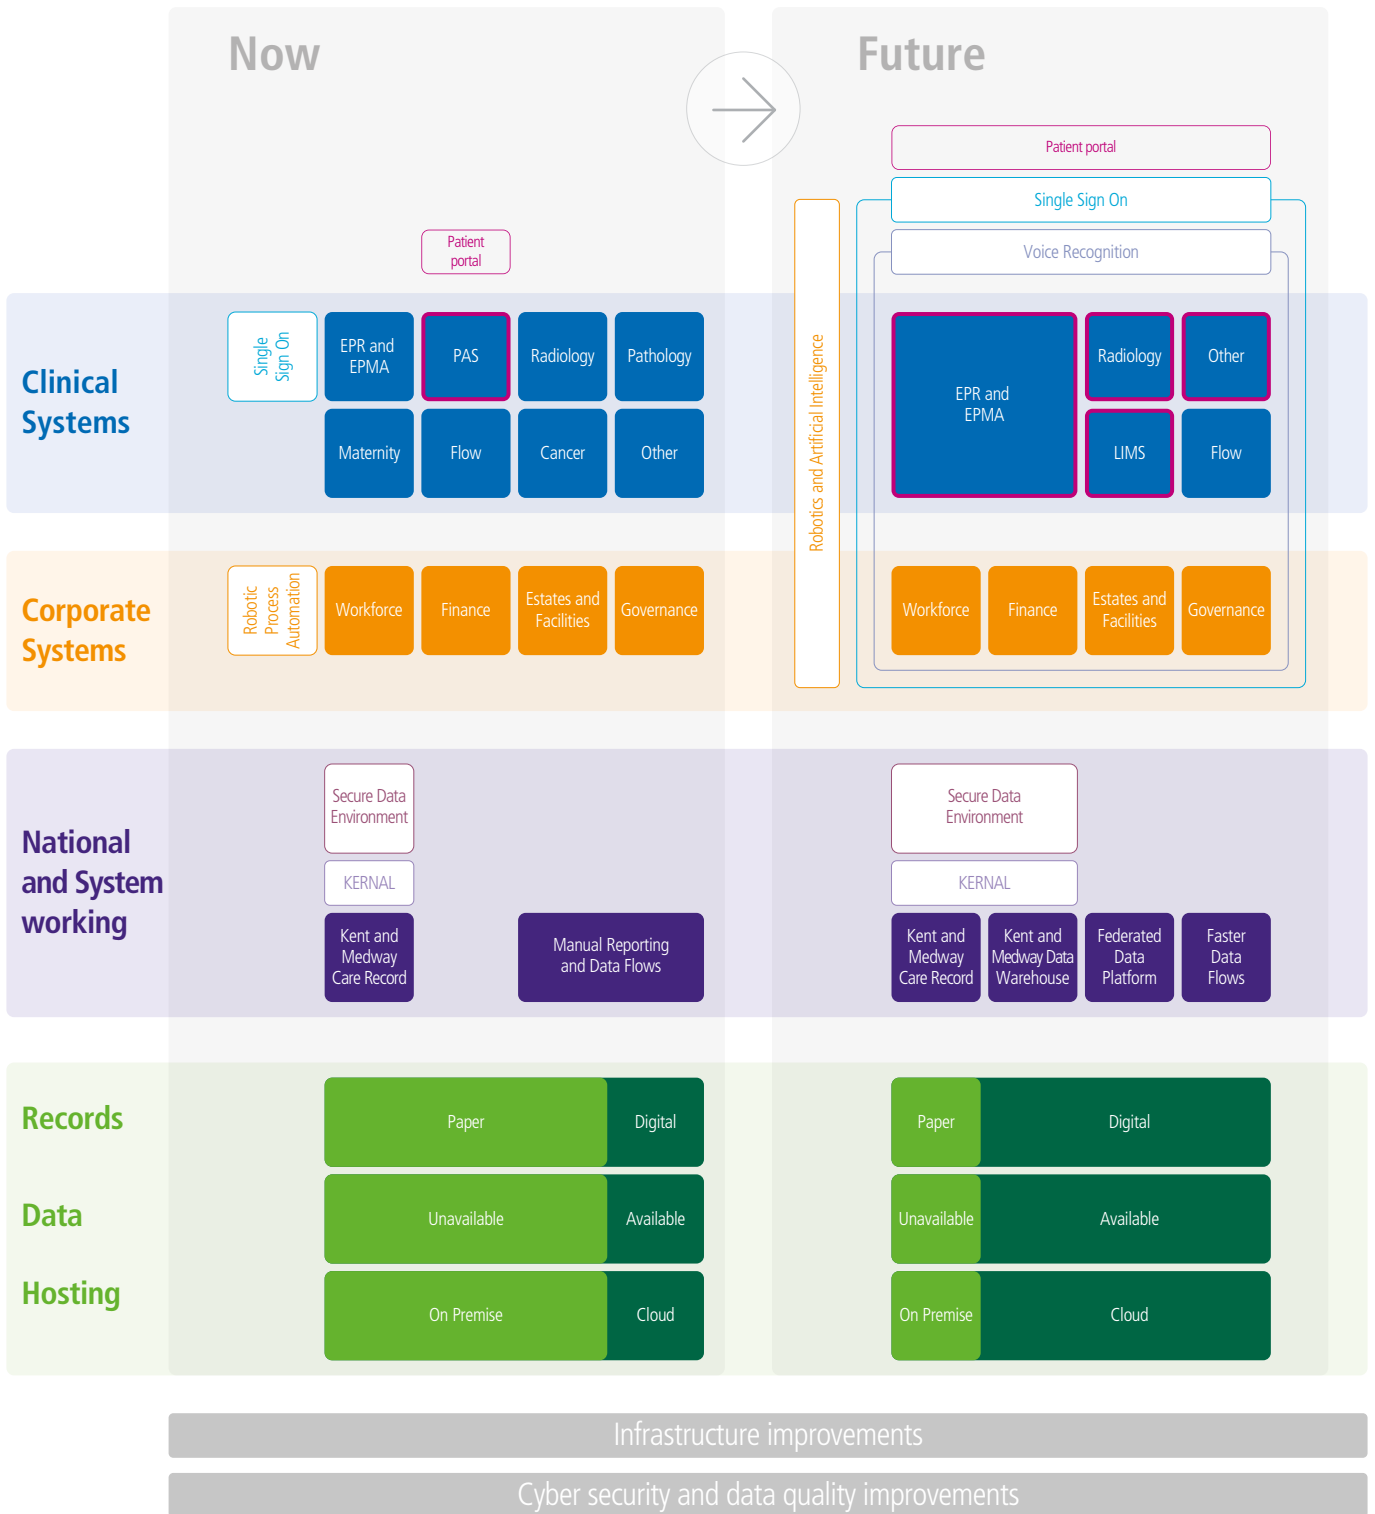 Now
Future
Patient portal
Single Sign On
Voice Recognition
Patient
portal
Robotics and Artificial Intelligence
Clinical
Systems
Single
Sign On
EPR and
EPMA
PAS
Radiology
Pathology
Maternity
Flow
Cancer
Other
EPR and
EPMA
Radiology
Other
LIMS
Flow
Corporate
Systems
Robotic
Process
Automation
Workforce
Finance
Estates and
Facilities
Governance
Workforce
Finance
Estates and
Facilities
Governance
National
and System
working
Secure Data
Environment
KERNAL
Kent and
Medway
Care Record
Manual Reporting
and Data Flows
Secure Data
Environment
KERNAL
Kent and
Medway
Care Record
Kent and
Medway Data
Warehouse
Federated
Data
Platform
Faster
Data
Flows
Records
Paper
Digital
Paper
Digital
Data
Unavailable
Available
Unavailable
Available
Hosting
On Premise
Cloud
On Premise
Cloud
Infrastructure improvements
Cyber security and data quality improvements